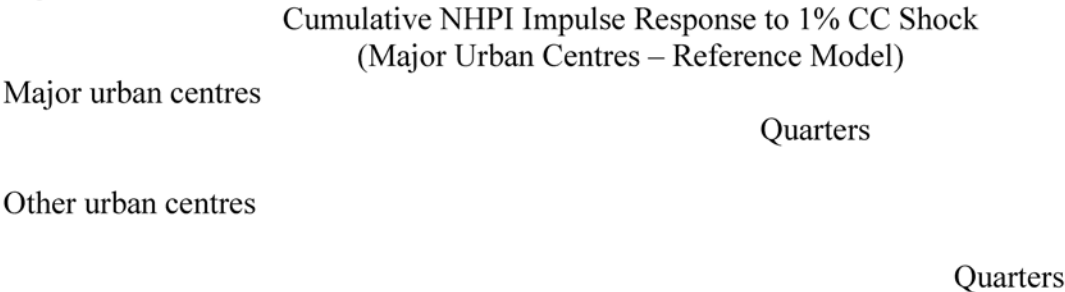 Cumulative NHPI Impulse Response to 1% CC Shock
(Major Urban Centres – Reference Model)
Major urban centres
Quarters
Other urban centres
Quarters